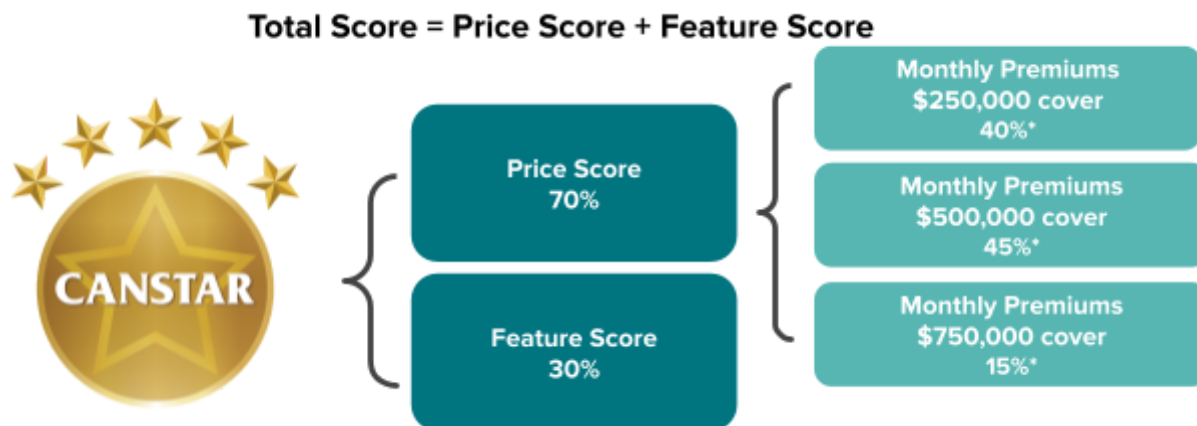 Total Score = Price Score + Feature Score
CANSTAR
Price Score
70%
Feature Score
30%
Monthly Premiums
$250,000 cover
40%*
Monthly Premiums
$500,000 cover
45%*
Monthly Premiums
$750,000 cover
15%*